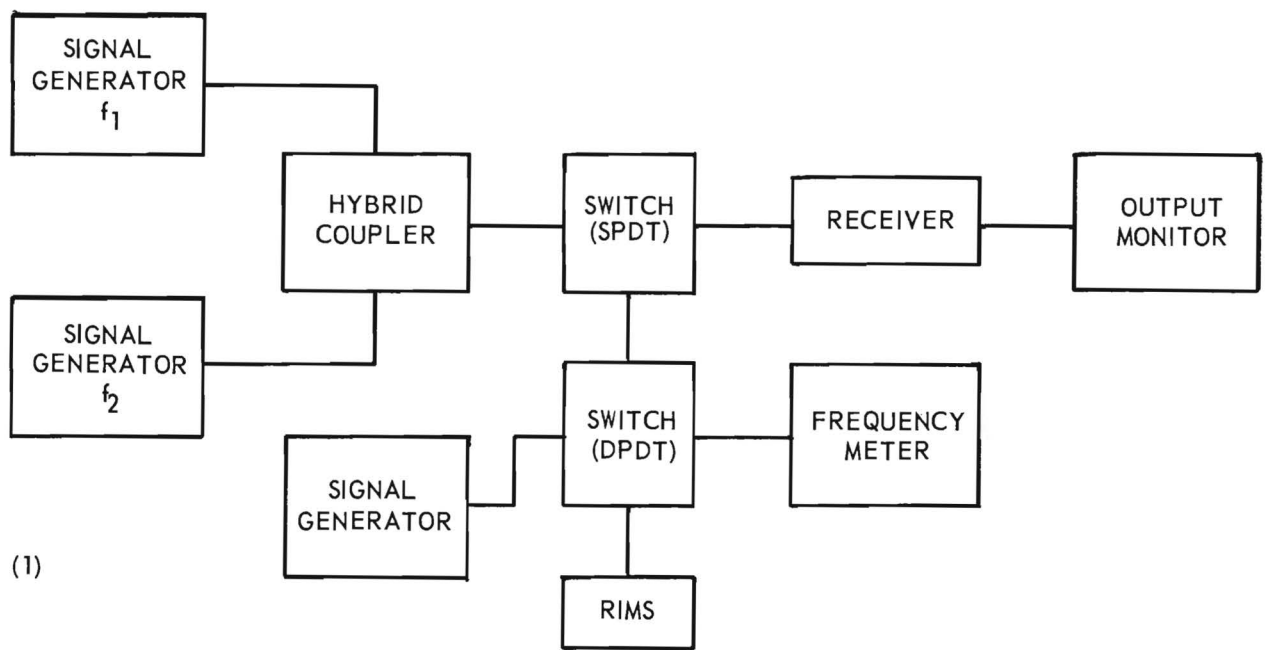 SIGNAL
GENERATOR
f1
HYBRID
COUPLER
SWITCH
(SPDT)
RECEIVER
OUTPUT
MONITOR
SIGNAL
GENERATOR
f2
SWITCH
(DPDT)
FREQUENCY
METER
SIGNAL
GENERATOR
(1)
RIMS